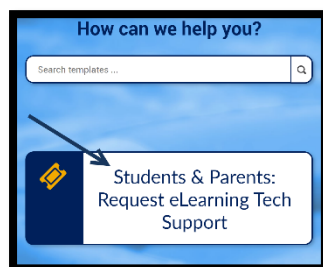 How can we help you?
Search templates ...
Students & Parents:
Request eLearning Tech
Support